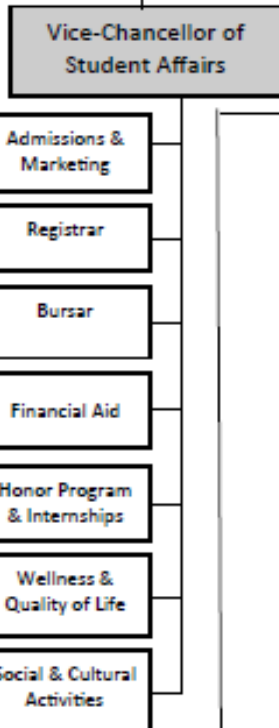 Vice-Chancellor of
Student Affairs
Admissions &
Marketing
Registrar
Bursar
Financial Aid
Honor Program
& Internships
Wellness &
Quality of Life
Social & Cultural
Activities